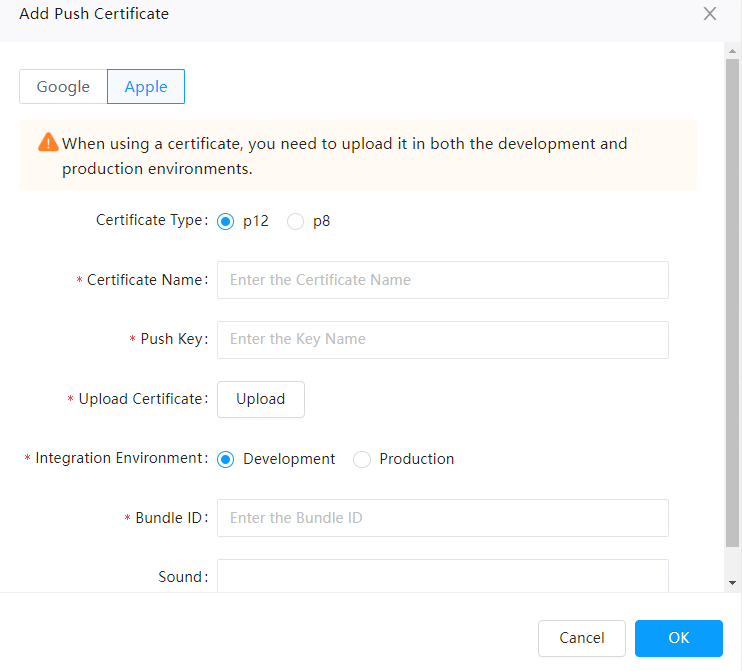 Add Push Certificate
Google Apple
When using a certificate, you need to upload it in both the development and
production environments.
Certificate Type: p12 p8
* Certificate Name: Enter the Certificate Name
* Push Key: Enter the Key Name
* Upload Certificate: Upload
* Integration Environment: Development Production
* Bundle ID: Enter the Bundle ID
Sound:
Cancel OK